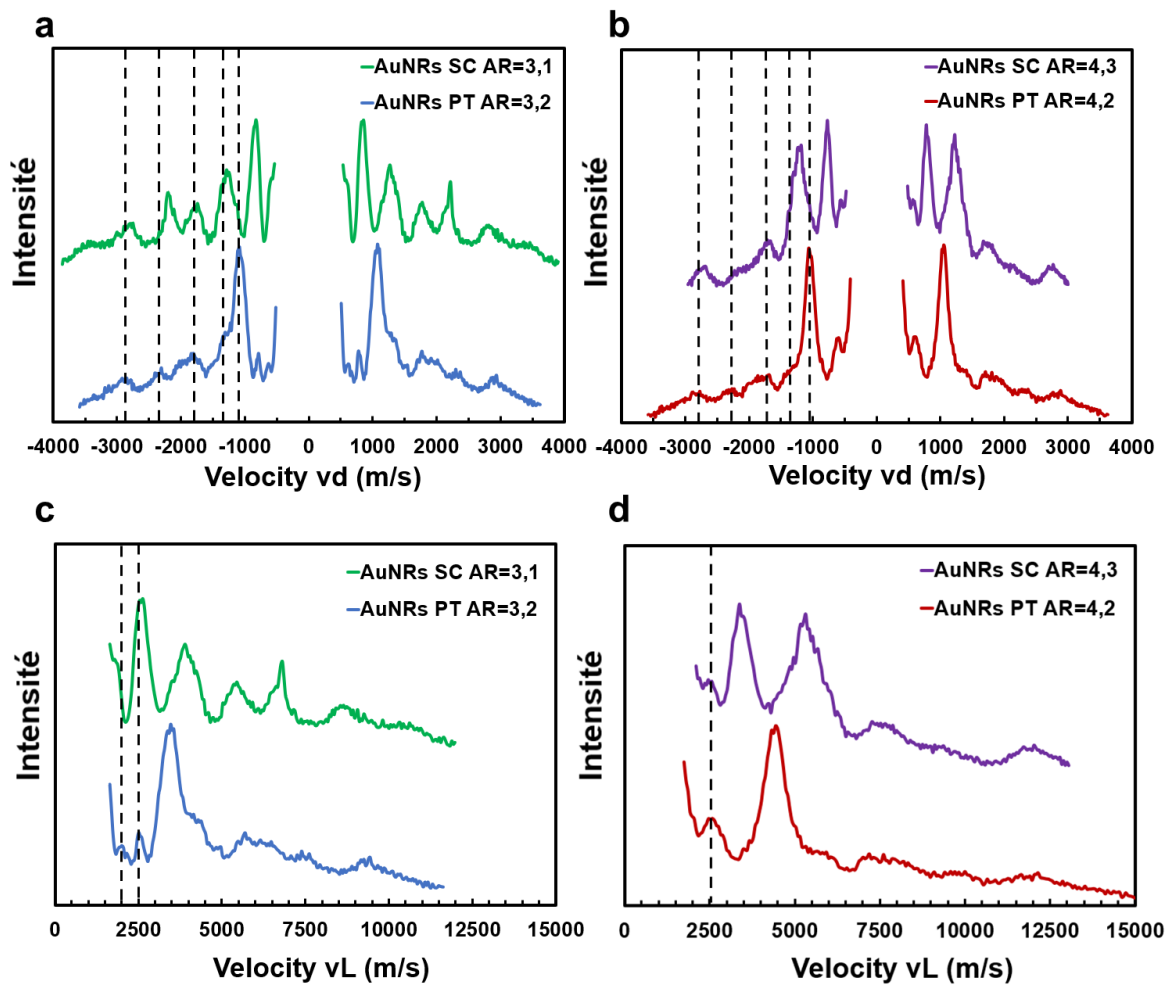 a
AuNRs SC AR=3,1
AuNRs PT AR=3,2
Intensité
-4000 -3000 -2000 -1000 0 1000 2000 3000 4000
Velocity vd (m/s)
b
AuNRs SC AR=4,3
AuNRs PT AR=4,2
Intensité
-4000 -3000 -2000 -1000 0 1000 2000 3000 4000
Velocity vd (m/s)
c
AuNRs SC AR=3,1
AuNRs PT AR=3,2
Intensité
0 2500 5000 7500 10000 12500 15000
Velocity vL (m/s)
d
AuNRs SC AR=4,3
AuNRs PT AR=4,2
Intensité
0 2500 5000 7500 10000 12500 15000
Velocity vL (m/s)